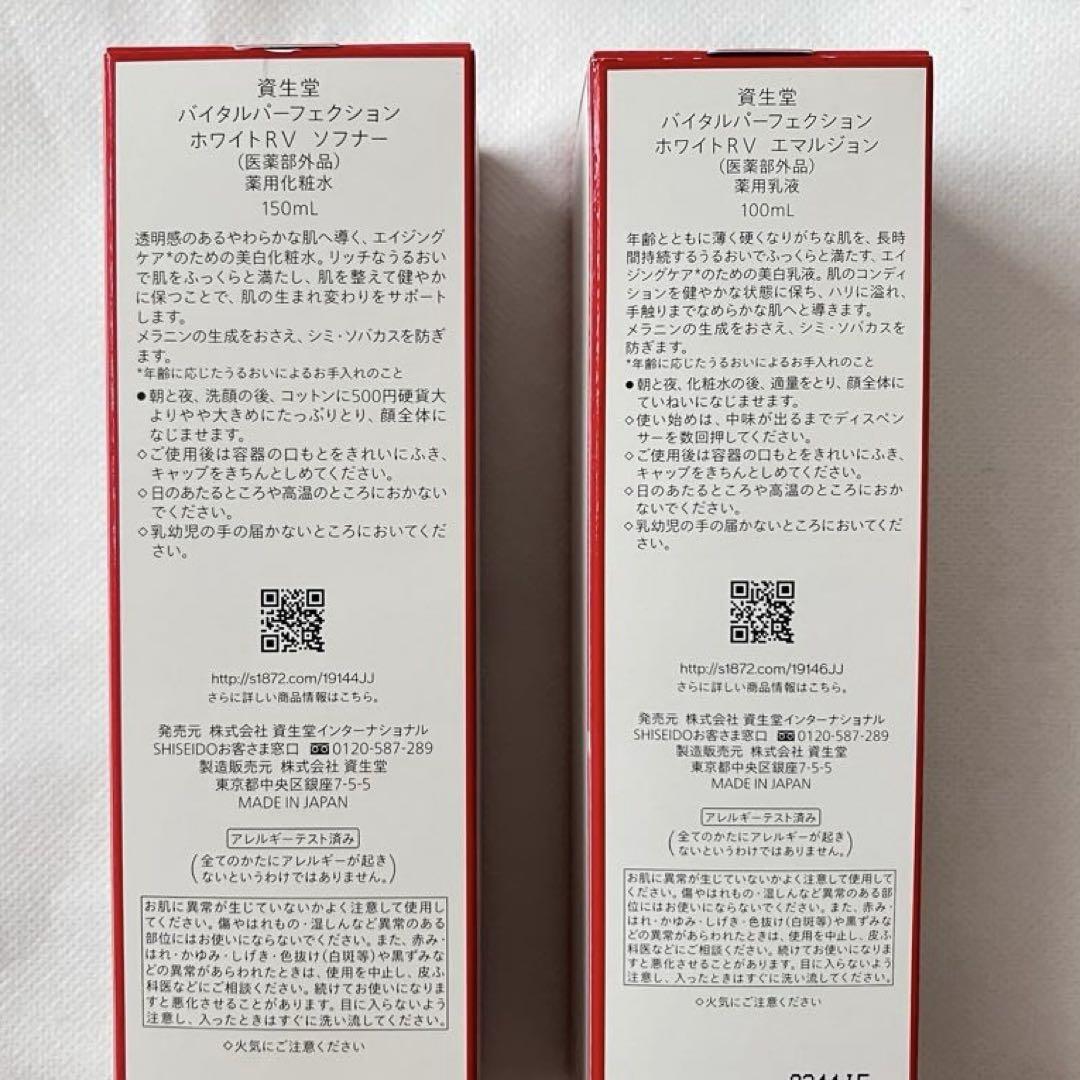 資生堂
バイタルパーフェクション
ホワイトRV ソフナー
(医薬部外品)
薬用化粧水
150mL
透明感のあるやわらかな肌へ導く、エイジング
ケア*のための美白化粧水。リッチなうるおい
で肌をふっくらと満たし、肌を整えて健やか
に保つことで、肌の生まれ変わりをサポート
します。
メラニンの生成をおさえ、シミ・ソバカスを防ぎ
ます。
*年齢に応じたうるおいによるお手入れのこと
●朝と夜、洗顔の後、コットンに500円硬貨大
よりやや大きめにたっぷりとり、顔全体に
なじませます。
◇ご使用後は容器の口もとをきれいにふき、
キャップをきちんとしめてください。
◇日のあたるところや高温のところにおかない
でください。
◇乳幼児の手の届かないところにおいてくだ
さい。
http://s1872.com/19144JJ
さらに詳しい商品情報はこちら。
発売元 株式会社 資生堂インターナショナル
SHISEIDOお客さま窓口 0120-587-289
製造販売元 株式会社 資生堂
東京都中央区銀座7-5-5
MADE IN JAPAN
アレルギーテスト済み
(全てのかたにアレルギーが起き
ないというわけではありません。)
お肌に異常が生じていないかよく注意して使用し
てください。傷やはれもの・湿しんなど異常のある
部位にはお使いにならないでください。また、赤み・
はれ・かゆみ・しげき・色抜け(白斑等)や黒ずみな
どの異常があらわれたときは、使用を中止し、皮ふ
科医などにご相談ください。続けてお使いになりま
すと悪化させることがあります。目に入らないよう
注意し、入ったときはすぐに洗い流してください。
◇火気にご注意ください
資生堂
バイタルパーフェクション
ホワイトRV エマルジョン
(医薬部外品)
薬用乳液
100mL
年齢とともに薄く硬くなりがちな肌を、長時
間持続するうるおいでふっくらと満たす、エイ
ジングケア*のための美白乳液。肌のコンディ
ションを健やかな状態に保ち、ハリに溢れ、
手触りまでなめらかな肌へと導きます。
メラニンの生成をおさえ、シミ・ソバカスを
防ぎます。
*年齢に応じたうるおいによるお手入れのこと
●朝と夜、化粧水の後、適量をとり、顔全体に
ていねいになじませます。
◇使い始めは、中味が出るまでディスペン
サーを数回押してください。
◇ご使用後は容器の口もとをきれいにふき、
キャップをきちんとしめてください。
◇日のあたるところや高温のところにおか
ないでください。
◇乳幼児の手の届かないところにおいてくだ
さい。
http://s1872.com/19146JJ
さらに詳しい商品情報はこちら。
発売元 株式会社 資生堂インターナショナル
SHISEIDOお客さま窓口 0120-587-289
製造販売元 株式会社 資生堂
東京都中央区銀座7-5-5
MADE IN JAPAN
アレルギーテスト済み
(全てのかたにアレルギーが起き
ないというわけではありません。)
お肌に異常が生じていないかよく注意して使用して
ください。傷やはれもの・湿しんなど異常のある部
位にはお使いにならないでください。また、赤み・
はれ・かゆみ・しげき・色抜け(白斑等)や黒ずみな
どの異常があらわれたときは、使用を中止し、皮ふ
科医などにご相談ください。続けてお使いになりま
すと悪化させることがあります。目に入らないよう
注意し、入ったときはすぐに洗い流してください。
◇火気にご注意ください